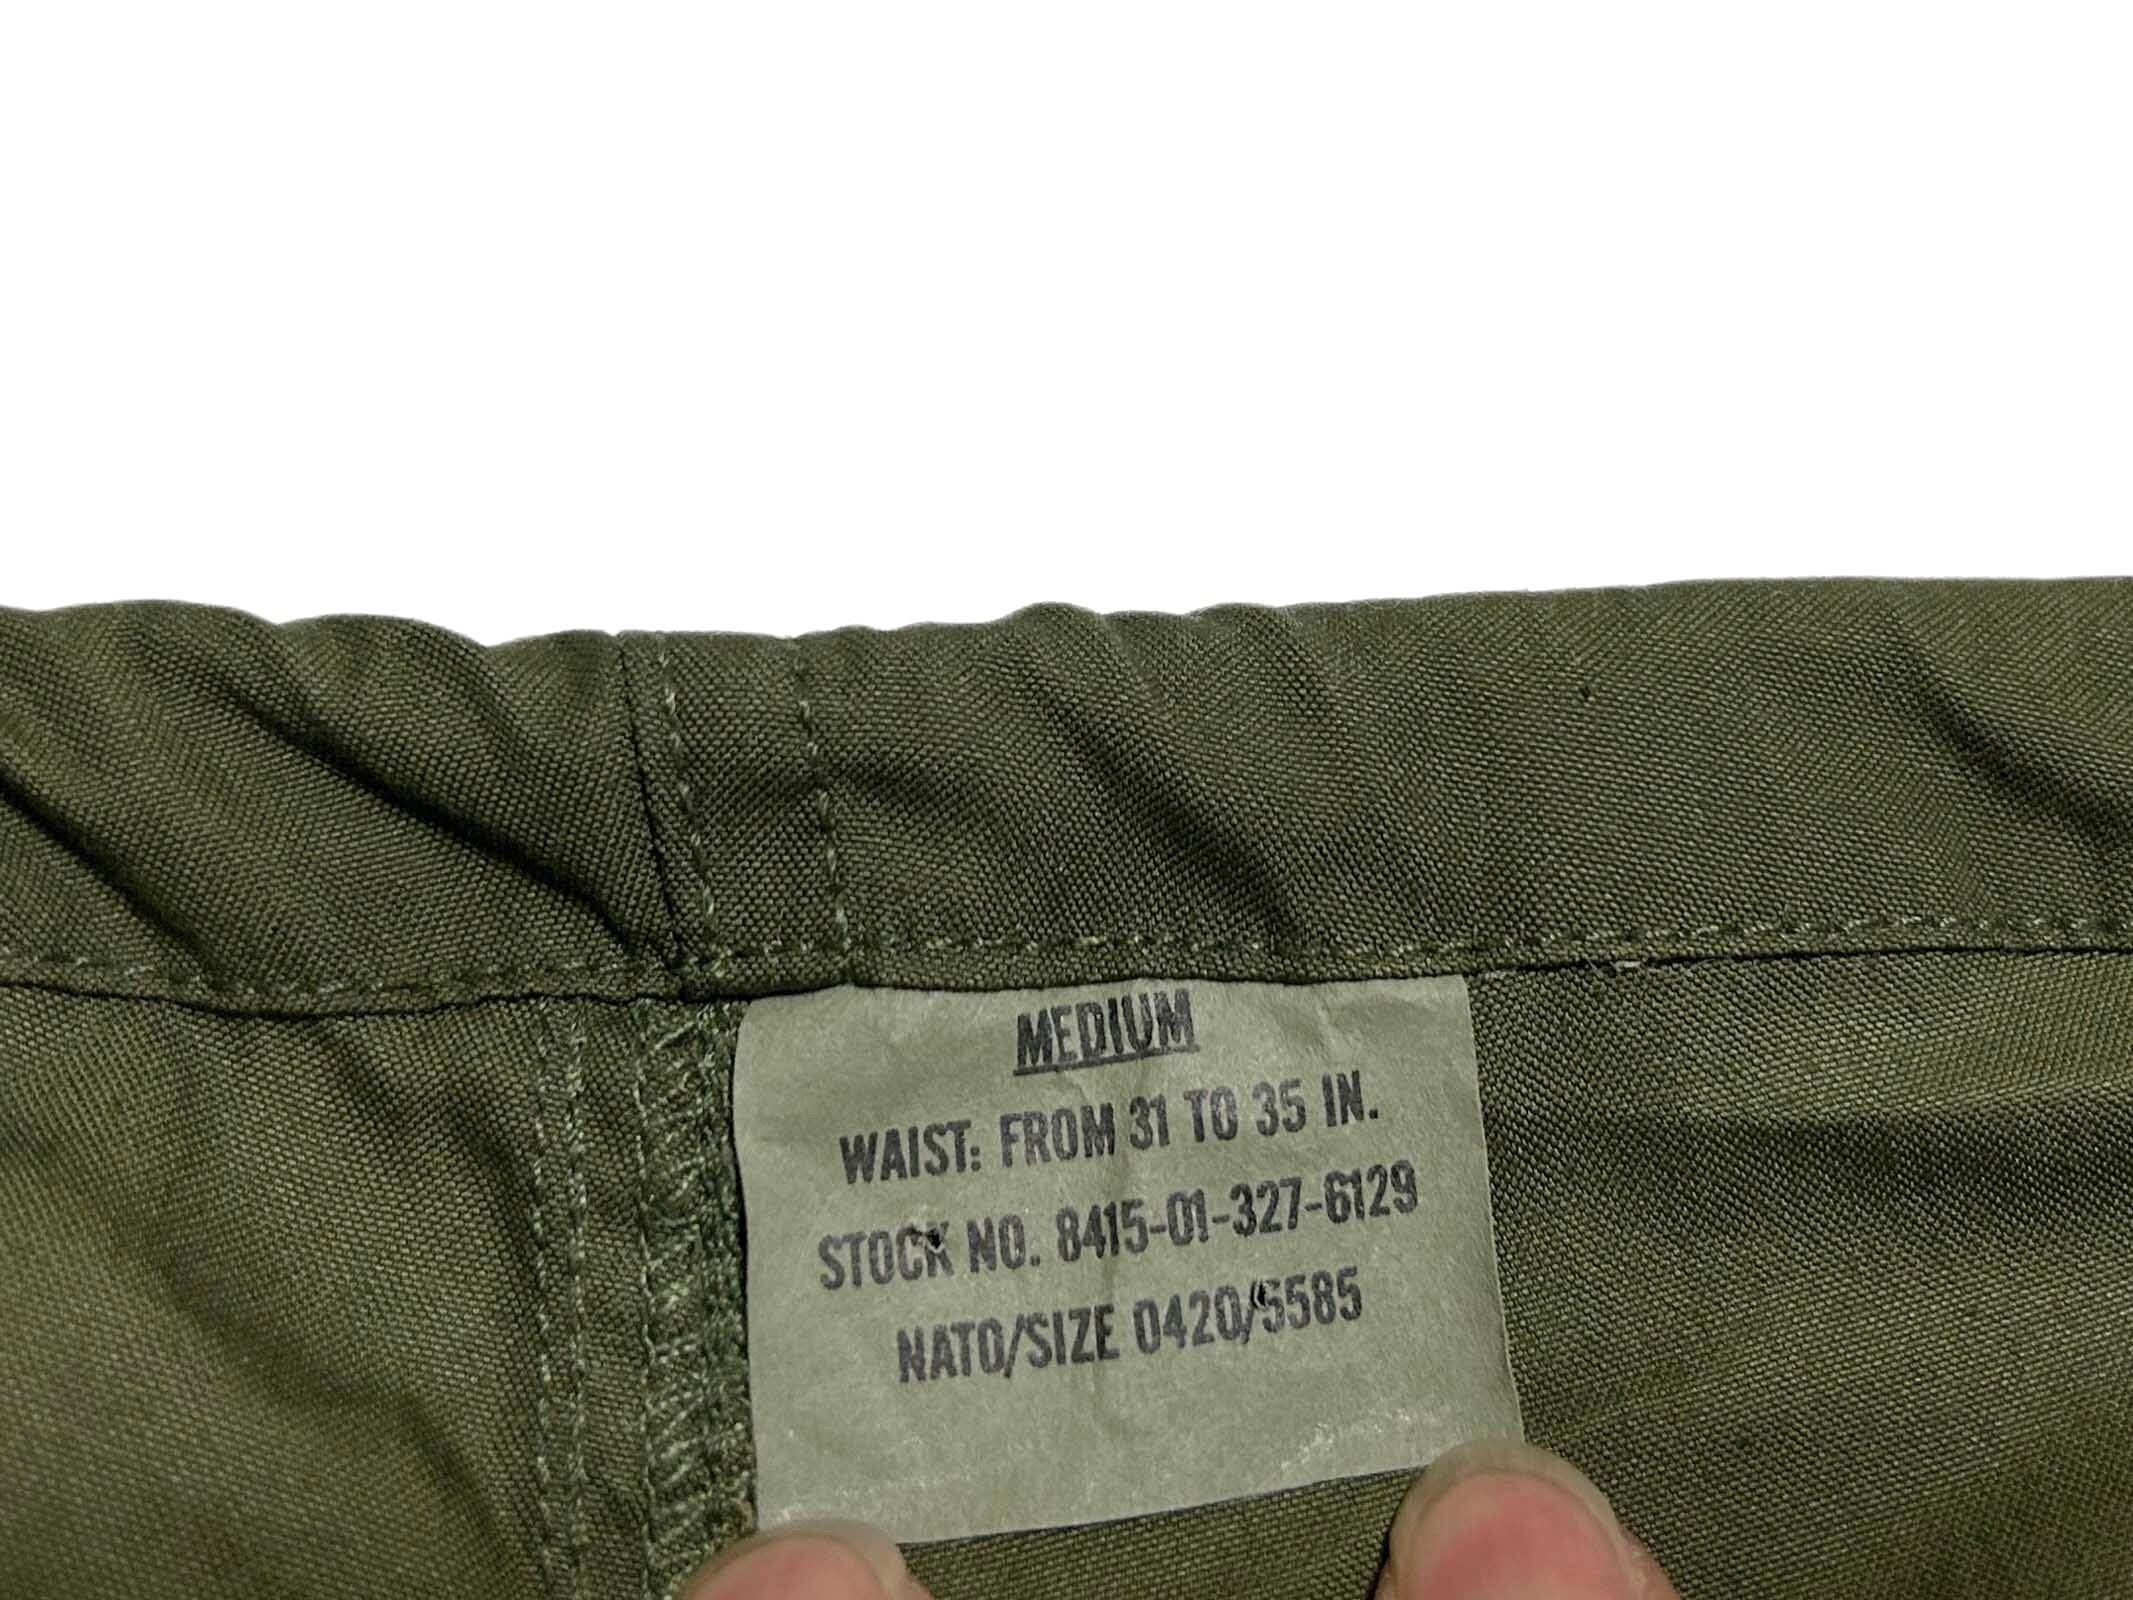 MEDIUM
WAIST: FROM 31 TO 35 IN.
STOCK NO. 8415-01-327-6129
NATO/SIZE 0420/5585